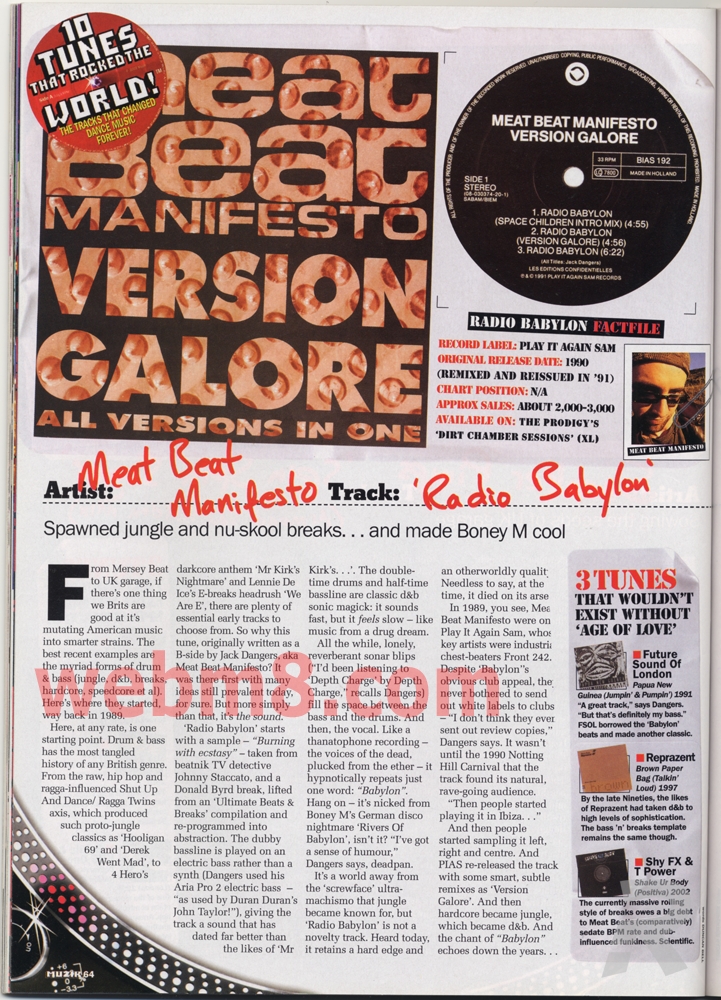 10
TUNES
THAT ROCKED THE
WORLD!
THE TRACKS THAT CHANGED
DANCE MUSIC
FOREVER!
meat
Beat
MANIFESTO
VERSION
GALORE
ALL VERSIONS IN ONE
MEAT BEAT MANIFESTO
VERSION GALORE
SIDE 1
STEREO
(08-020374-20-1)
SABAM/BIEM
33 RPM
BIAS 192
MADE IN HOLLAND
1. RADIO BABYLON
(SPACE CHILDREN INTRO MIX) (4:55)
2. RADIO BABYLON
(VERSION GALORE) (4:56)
3. RADIO BABYLON (6:22)
(All Titles: Jack Dangers)
LES EDITIONS CONFIDENTIELLES
℗ & © 1991 PLAY IT AGAIN SAM RECORDS
RADIO BABYLON FACTFILE
RECORD LABEL: PLAY IT AGAIN SAM
ORIGINAL RELEASE DATE: 1990
(REMIXED AND REISSUED IN '91)
CHART POSITION: N/A
APPROX SALES: ABOUT 2,000-3,000
AVAILABLE ON: THE PRODIGY'S
'DIRT CHAMBER SESSIONS' (XL)
MEAT BEAT MANIFESTO
Artist: Meat Beat Manifesto Track: 'Radio Babylon'
Spawned jungle and nu-skool breaks. . . and made Boney M cool
From Mersey Beat
to UK garage, if
there's one thing
we Brits are
good at it's
mutating American music
into smarter strains. The
best recent examples are
the myriad forms of drum
& bass (jungle, d&b, breaks,
hardcore, speedcore et al).
Here's where they started,
way back in 1989.
Here, at any rate, is one
starting point. Drum & bass
has the most tangled
history of any British genre.
From the raw, hip hop and
ragga-influenced Shut Up
And Dance/ Ragga Twins
axis, which produced
such proto-jungle
classics as 'Hooligan
69' and 'Derek
Went Mad', to
4 Hero's
darkcore anthem 'Mr Kirk's
Nightmare' and Lennie De
Ice's E-breaks headrush 'We
Are E', there are plenty of
essential early tracks to
choose from. So why this
tune, originally written as a
B-side by Jack Dangers, aka
Meat Beat Manifesto? It
was there first with many
ideas still prevalent today,
for sure. But more important
than that, it's the sound.
'Radio Babylon' starts
with a sample – "Burning
with ecstasy" – taken from
beatnik TV detective
Johnny Staccato, and a
Donald Byrd break, lifted
from an 'Ultimate Beats &
Breaks' compilation and
re-programmed into
abstraction. The dubby
bassline is played on an
electric bass rather than a
synth (Dangers used his
Aria Pro 2 electric bass –
"as used by Duran Duran's
John Taylor!"), giving the
track a sound that has
dated far better than
the likes of 'Mr
Kirk's. . .'. The double-
time drums and half-time
bassline are classic d&b
sonic magick: it sounds
fast, but it feels slow – like
music from a drug dream.
All the while, lonely,
reverberant sonar blips
("I'd been listening to
'Depth Charge' by Depth
Charge," recalls Dangers)
fill the space between the
bass and the drums. And
then, the vocal. Like a
thanatophone recording –
the voices of the dead,
plucked from the ether – it
hypnotically repeats just
one word: "Babylon".
Hang on – it's nicked from
Boney M's German disco
nightmare 'Rivers Of
Babylon', isn't it? "I've got
a sense of humour,"
Dangers says, deadpan.
It's a world away from
the 'screwface' ultra-
machismo that jungle
became known for, but
'Radio Babylon' is not a
novelty track. Heard today,
it retains a hard edge and
an otherworldly quality
Needless to say, at the
time, it died on its arse
In 1989, you see, Meat
Beat Manifesto were on
Play It Again Sam, whose
key artists were industrial
chest-beaters Front 242.
Despite 'Babylon''s
obvious club appeal, they
never bothered to send
out white labels to clubs
– "I don't think they even
sent out review copies,"
Dangers says. It wasn't
until the 1990 Notting
Hill Carnival that the
track found its natural,
rave-going audience.
"Then people started
playing it in Ibiza. . ."
And then people
started sampling it left,
right and centre. And
PIAS re-released the track
with some smart, subtle
remixes as 'Version
Galore'. And then
hardcore became jungle,
which became d&b. And
the chant of "Babylon"
echoes down the years. . .
3 TUNES
THAT WOULDN'T
EXIST WITHOUT
'AGE OF LOVE'
Future
Sound Of
London
Papua New
Guinea (Jumpin' & Pumpin') 1991
"A great track," says Dangers.
"But that's definitely my bass."
FSOL borrowed the 'Babylon'
beats and made another classic.
Reprazent
Brown Paper
Bag (Talkin'
Loud) 1997
By the late Nineties, the likes
of Reprazent had taken d&b to
high levels of sophistication.
The bass 'n' breaks template
remains the same though.
Shy FX &
T Power
Shake Ur Body
(Positiva) 2002
The currently massive rolling
style of breaks owes a big debt
to Meat Beat's (comparatively)
sedate BPM rate and dub-
influenced funkiness. Scientific.
webm8.com
MUZIK 64